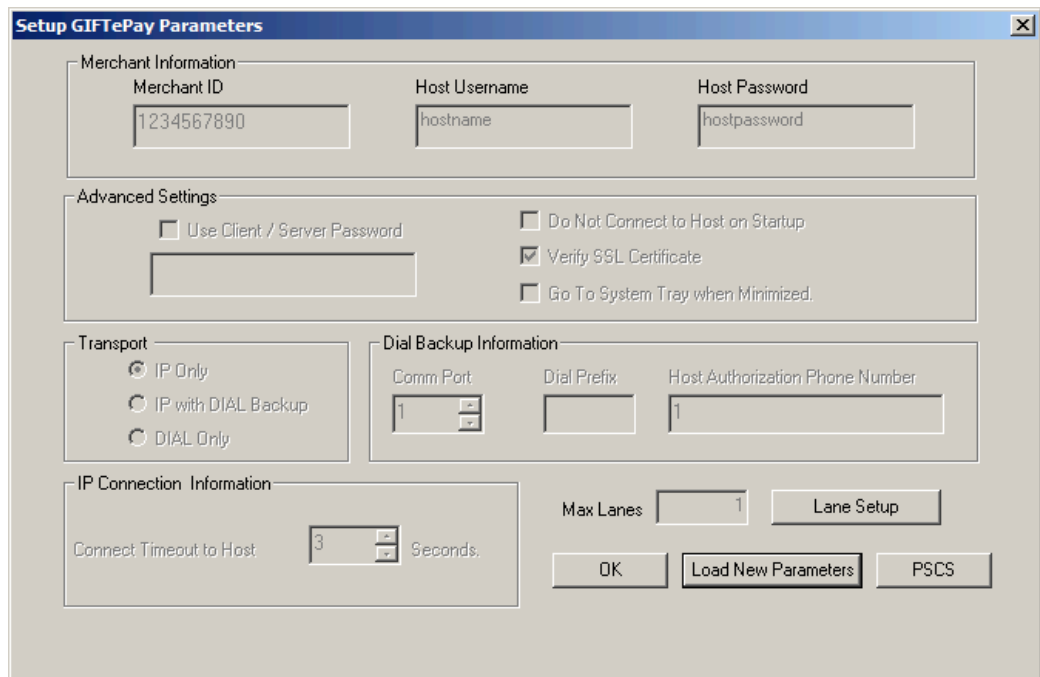 Setup GIFTePay Parameters
Merchant Information
Merchant ID
Host Username
Host Password
1234567890
hostname
hostpassword
Advanced Settings
Use Client / Server Password
Do Not Connect to Host on Startup
Verify SSL Certificate
Go To System Tray when Minimized.
Transport
IP Only
IP with DIAL Backup
DIAL Only
Dial Backup Information
Comm Port
Dial Prefix
Host Authorization Phone Number
1
1
IP Connection Information
Connect Timeout to Host
3
Seconds.
Max Lanes
1
Lane Setup
OK
Load New Parameters
PSCS